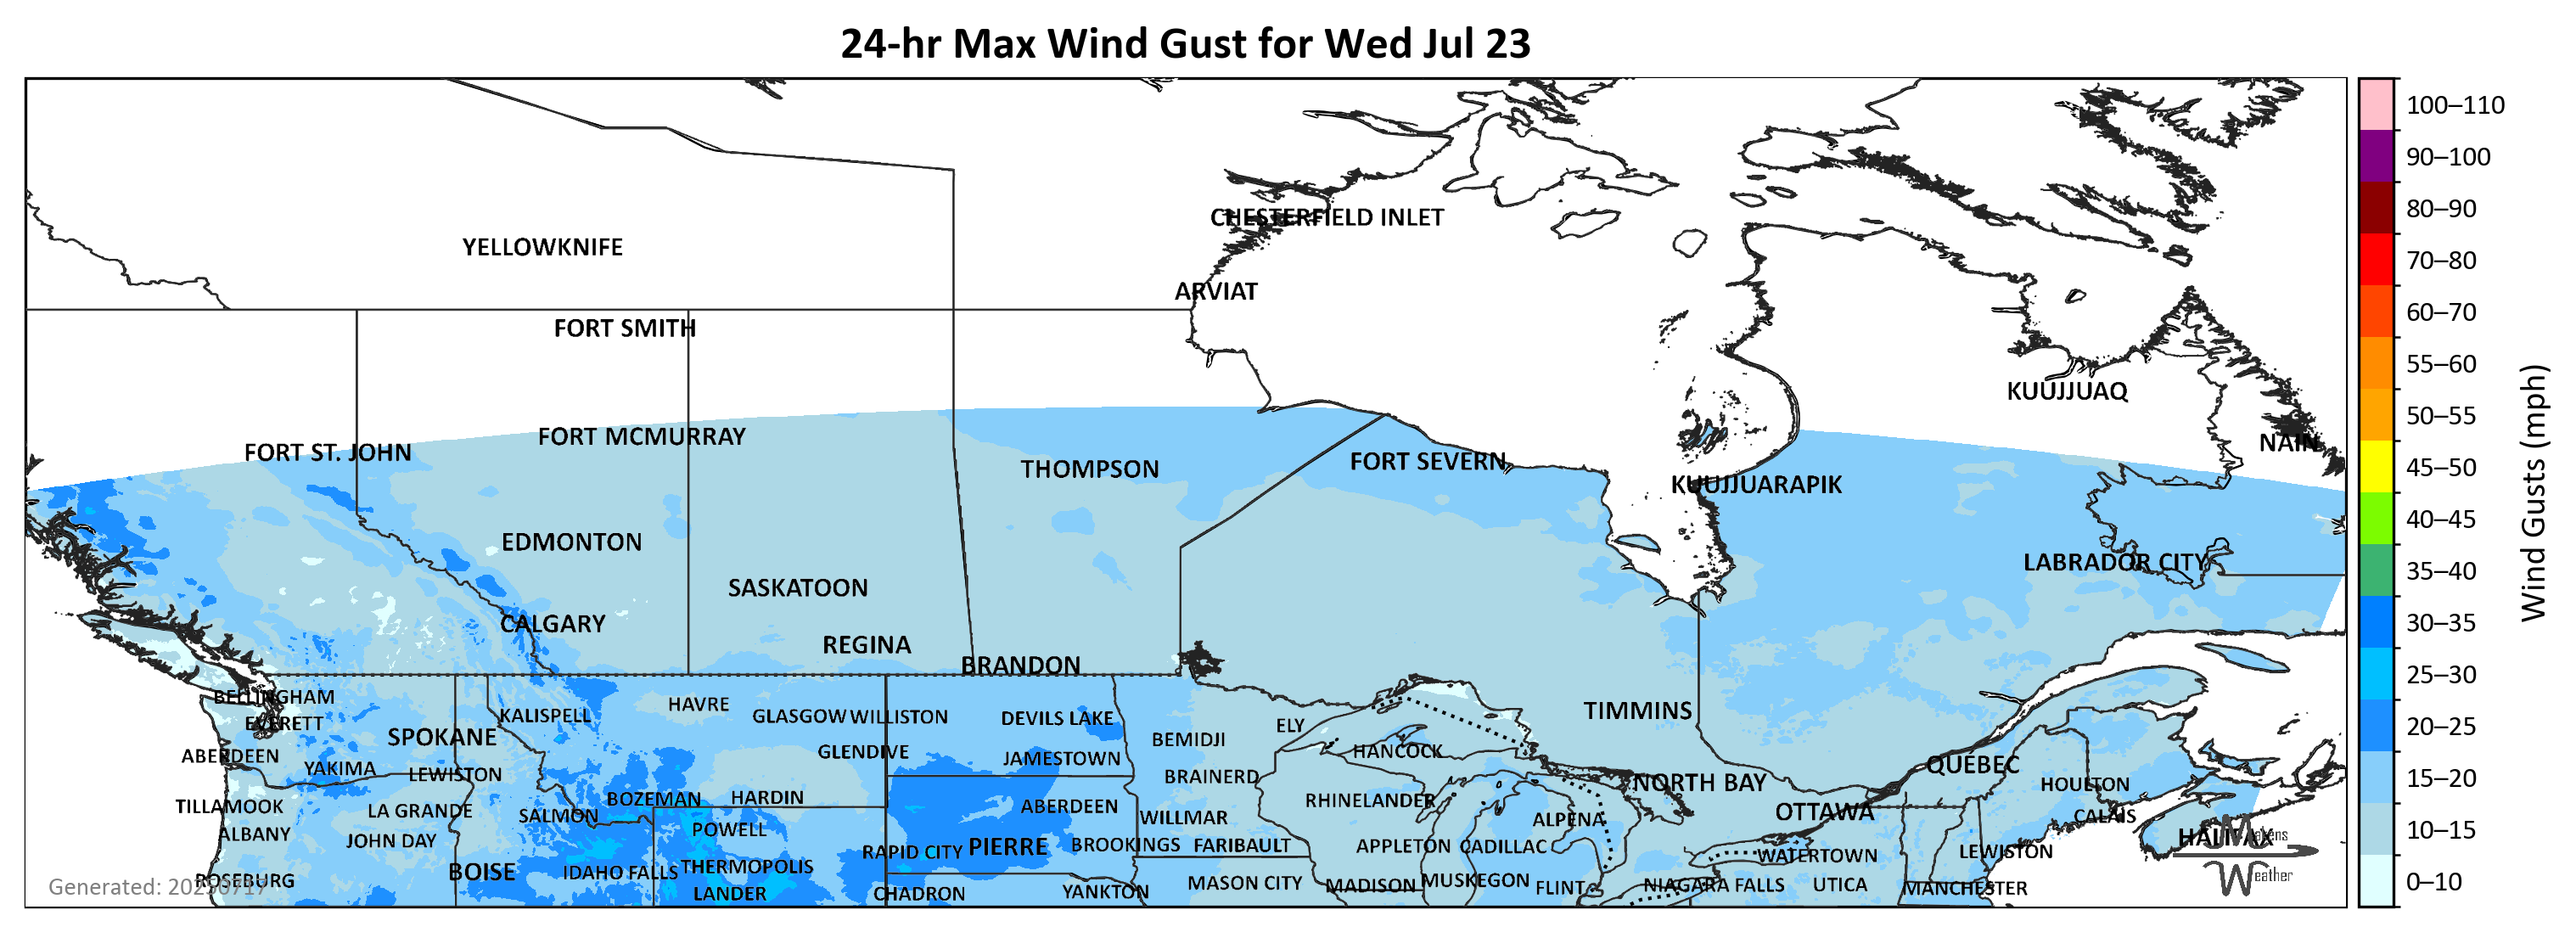 24-hr Max Wind Gust for Wed Jul 23
100–110
90–100
80–90
CHESTERFIELD INLET
YELLOWKNIFE
70–80
ARVIAT
60–70
FORT SMITH
55–60
KUUJJUAQ
50–55
FORT MCMURRAY
NAIN
FORT ST. JOHN
FORT SEVERN
THOMPSON
45–50
KUUJJUARAPIK
40–45
EDMONTON
LABRADOR CITY
35–40
Wind Gusts (mph)
SASKATOON
CALGARY
30–35
REGINA
BRANDON
25–30
BELLINGHAM
HAVRE
TIMMINS
KALISPELL
GLASGOW WILLISTON
DEVILS LAKE
EVERETT
ELY
20–25
SPOKANE
BEMIDJI
GLENDIVE
HANCOCK
ABERDEEN
JAMESTOWN
QUÉBEC
YAKIMA
LEWISTON
BRAINERD
15–20
NORTH BAY
HOULTON
BOZEMAN
HARDIN
RHINELANDER
TILLAMOOK
LA GRANDE
ABERDEEN
OTTAWA
SALMON
WILLMAR
ALPENA
CALAIS
10–15
POWELL
ALBANY
HALIFAX
Makens
JOHN DAY
RAPID CITY
PIERRE
BROOKINGS
FARIBAULT
APPLETON
CADILLAC
WATERTOWN
LEWISTON
BOISE
IDAHO FALLS
THERMOPOLIS
Weather
ROSEBURG
MUSKEGON
MASON CITY
MADISON
FLINT
NIAGARA FALLS
UTICA
MANCHESTER
0–10
Generated: 20250717
LANDER
CHADRON
YANKTON